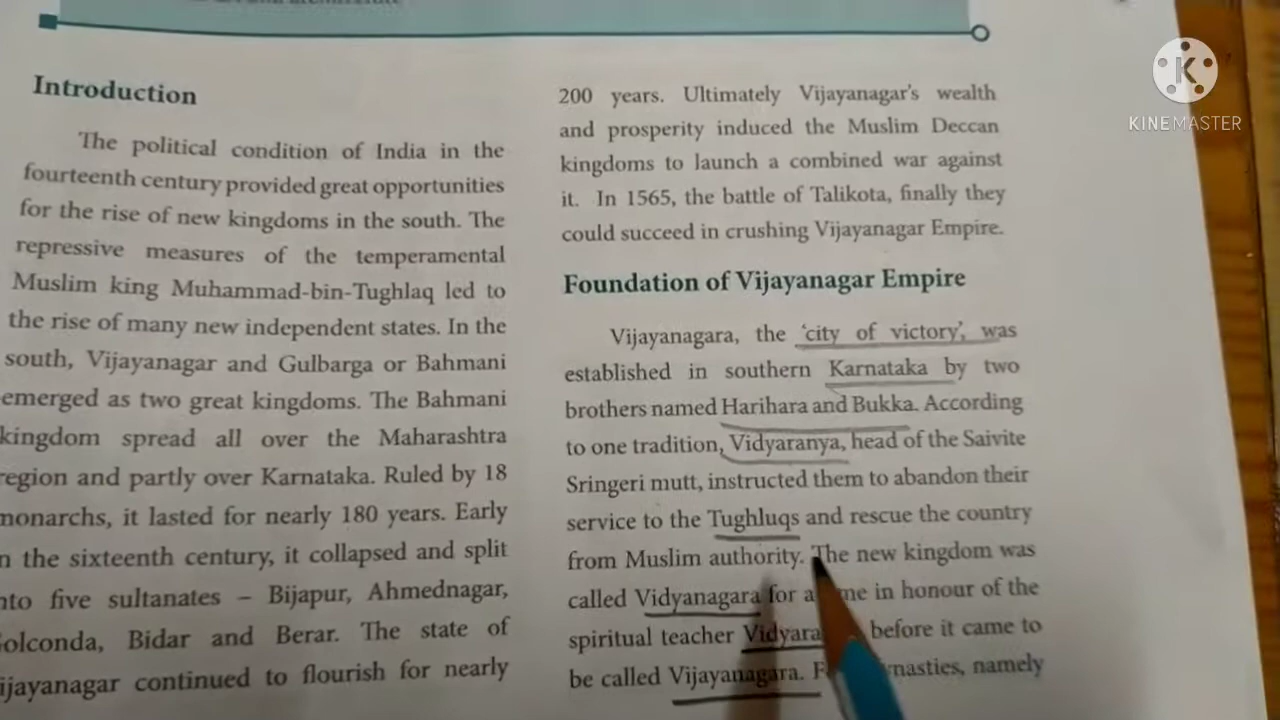 Introduction
The political condition of India in the
fourteenth century provided great opportunities
for the rise of new kingdoms in the south. The
repressive measures of the temperamental
Muslim king Muhammad-bin-Tughlaq led to
the rise of many new independent states. In the
south, Vijayanagar and Gulbarga or Bahmani
emerged as two great kingdoms. The Bahmani
kingdom spread all over the Maharashtra
region and partly over Karnataka. Ruled by 18
monarchs, it lasted for nearly 180 years. Early
n the sixteenth century, it collapsed and split
nto five sultanates – Bijapur, Ahmednagar,
olconda, Bidar and Berar. The state of
ijayanagar continued to flourish for nearly
200 years. Ultimately Vijayanagar's wealth
and prosperity induced the Muslim Deccan
kingdoms to launch a combined war against
it. In 1565, the battle of Talikota, finally they
could succeed in crushing Vijayanagar Empire.
Foundation of Vijayanagar Empire
Vijayanagara, the 'city of victory', was
established in southern Karnataka by two
brothers named Harihara and Bukka. According
to one tradition, Vidyaranya, head of the Saivite
Sringeri mutt, instructed them to abandon their
service to the Tughluqs and rescue the country
from Muslim authority. The new kingdom was
called Vidyanagara for a me in honour of the
spiritual teacher Vidyara before it came to
be called Vijayanagara. F nasties, namely
K
KINEMASTER